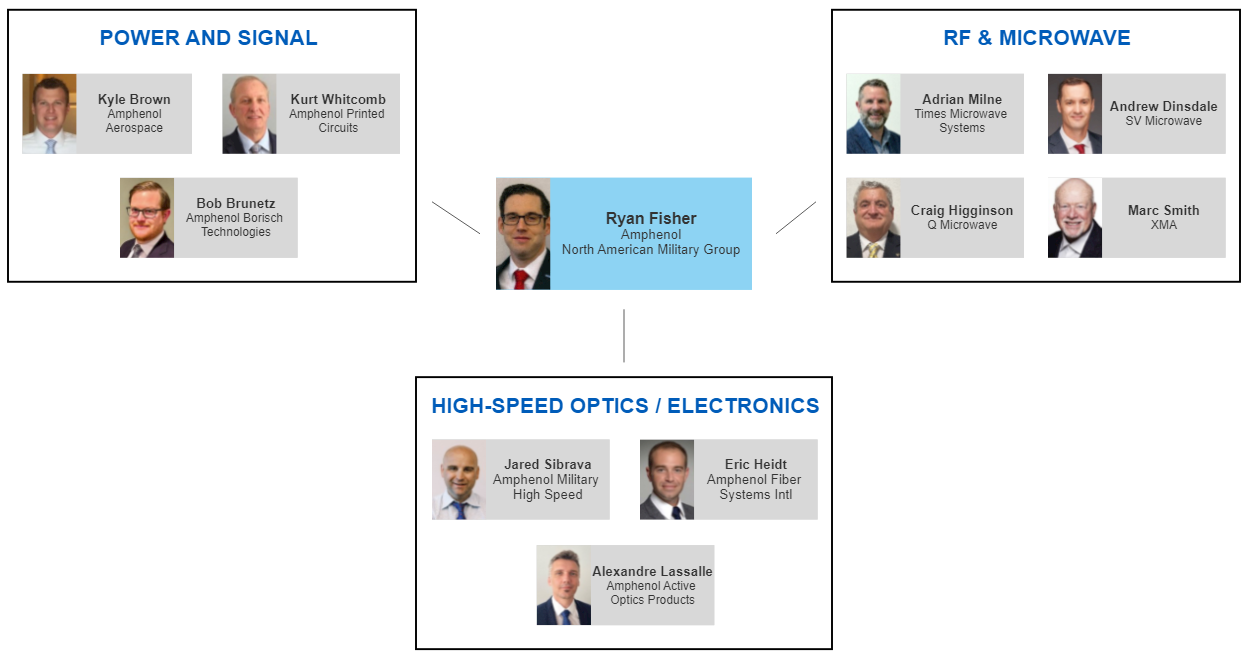 POWER AND SIGNAL
Kyle Brown
Amphenol
Aerospace
Kurt Whitcomb
Amphenol Printed
Circuits
Bob Brunetz
Amphenol Borisch
Technologies
Ryan Fisher
Amphenol
North American Military Group
RF & MICROWAVE
Adrian Milne
Times Microwave
Systems
Andrew Dinsdale
SV Microwave
Craig Higginson
Q Microwave
Marc Smith
XMA
HIGH-SPEED OPTICS / ELECTRONICS
Jared Sibrava
Amphenol Military
High Speed
Eric Heidt
Amphenol Fiber
Systems Intl
Alexandre Lassalle
Amphenol Active
Optics Products